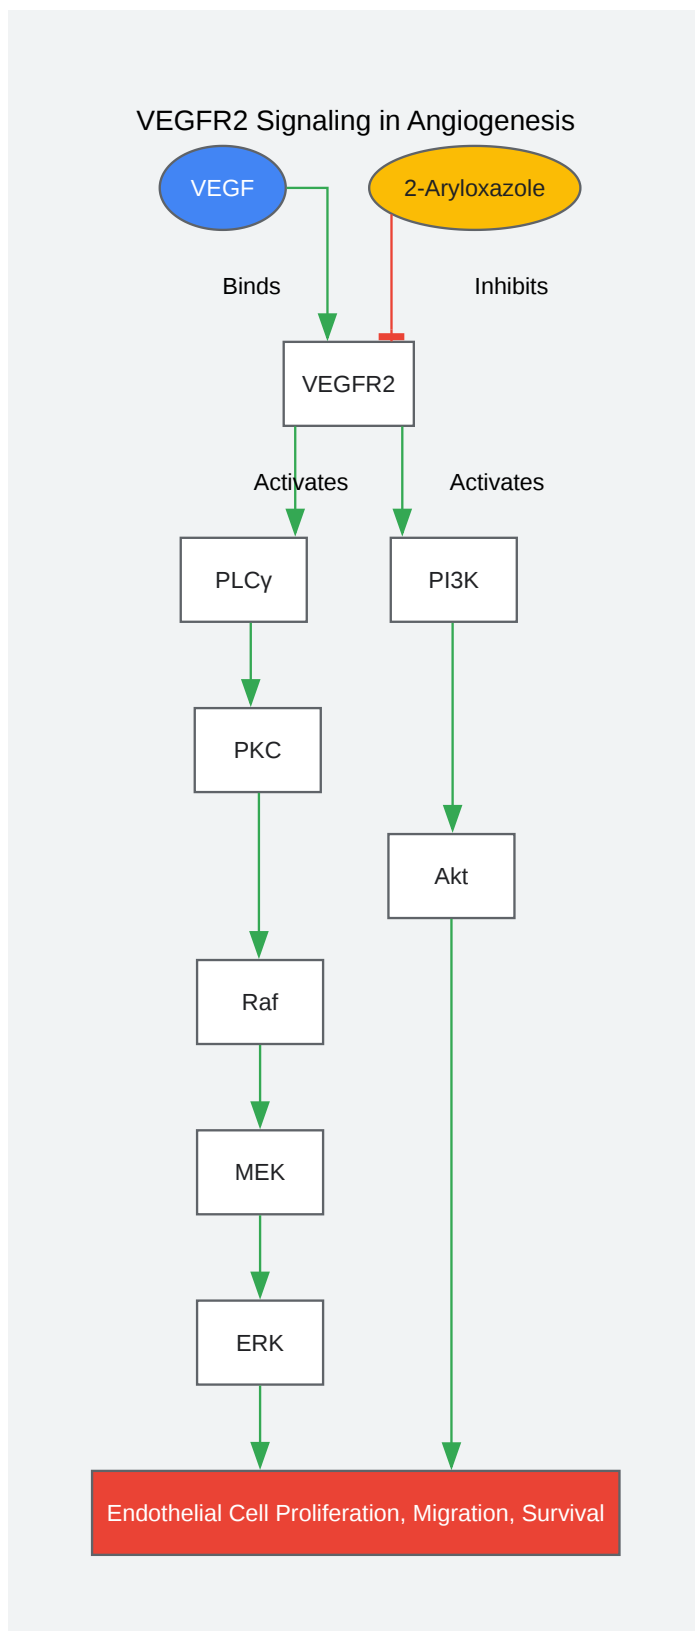 VEGFR2 Signaling in Angiogenesis
VEGF
2-Aryloxazole
Binds
Inhibits
VEGFR2
Activates
Activates
PLCγ
PI3K
PKC
Akt
Raf
MEK
ERK
Endothelial Cell Proliferation, Migration, Survival